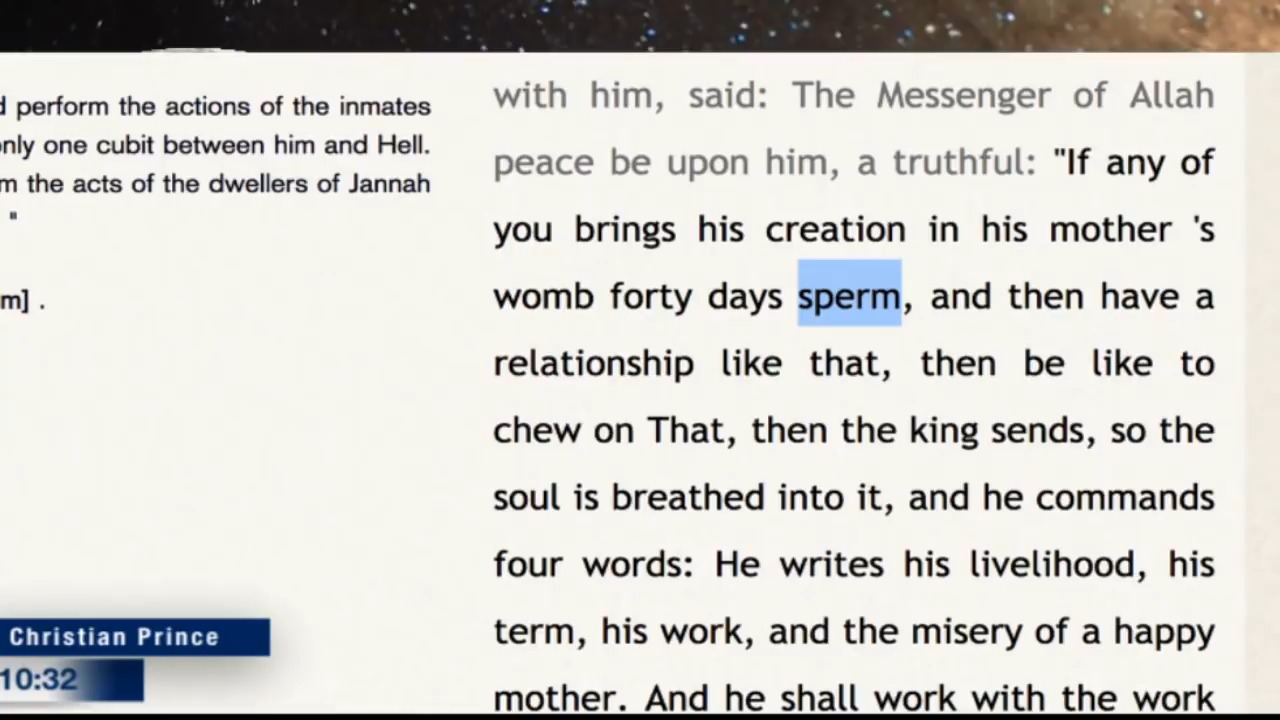 d perform the actions of the inmates
only one cubit between him and Hell.
m the acts of the dwellers of Jannah
"
m] .
with him, said: The Messenger of Allah
peace be upon him, a truthful: "If any of
you brings his creation in his mother 's
womb forty days sperm, and then have a
relationship like that, then be like to
chew on That, then the king sends, so the
soul is breathed into it, and he commands
four words: He writes his livelihood, his
term, his work, and the misery of a happy
mother. And he shall work with the work
Christian Prince
10:32